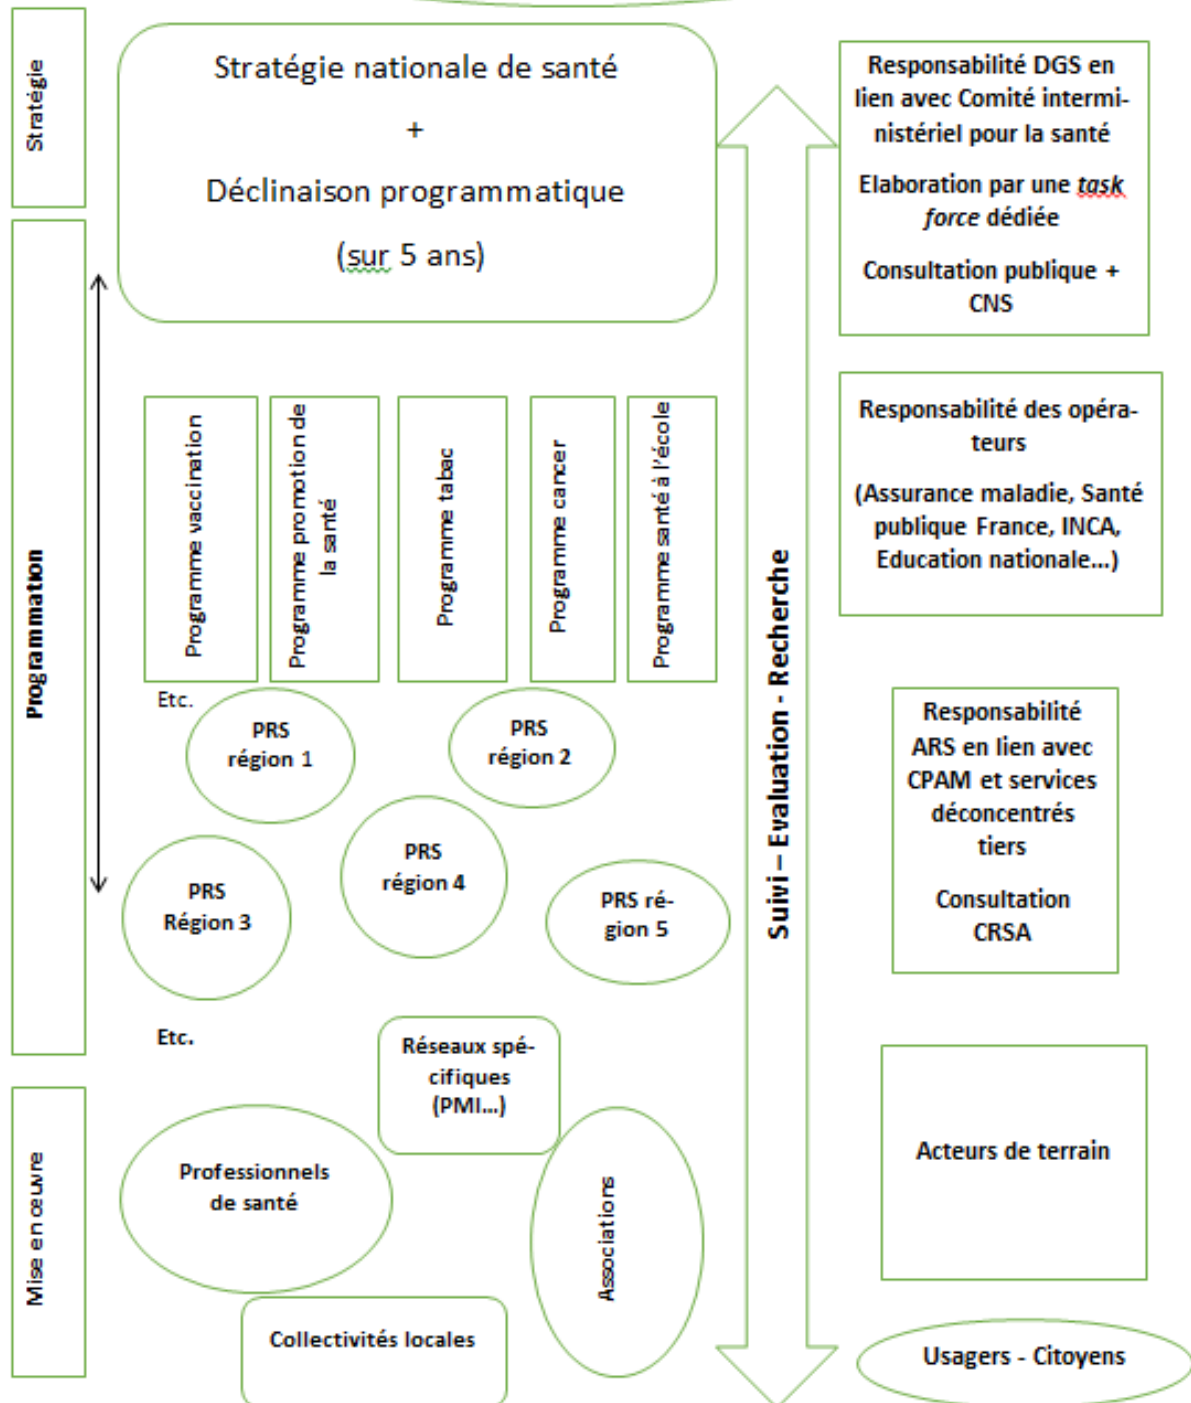 Stratégie
Stratégie nationale de santé
+
Déclinaison programmatique
(sur 5 ans)
Responsabilité DGS en
lien avec Comité intermi-
nistériel pour la santé
Elaboration par une task
force dédiée
Consultation publique +
CNS
Programmation
Programme vaccination
Programme promotion de
la santé
Programme tabac
Programme cancer
Programme santé à l'école
Responsabilité des opéra-
teurs
(Assurance maladie, Santé
publique France, INCA,
Education nationale...)
Suivi – Evaluation - Recherche
Etc.
PRS
région 1
PRS
région 2
PRS
Région 3
PRS
région 4
PRS ré-
gion 5
Responsabilité
ARS en lien avec
CPAM et services
déconcentrés
tiers
Consultation
CRSA
Etc.
Mise en œuvre
Réseaux spé-
cifiques
(PMI...)
Professionnels
de santé
Associations
Collectivités locales
Acteurs de terrain
Usagers - Citoyens